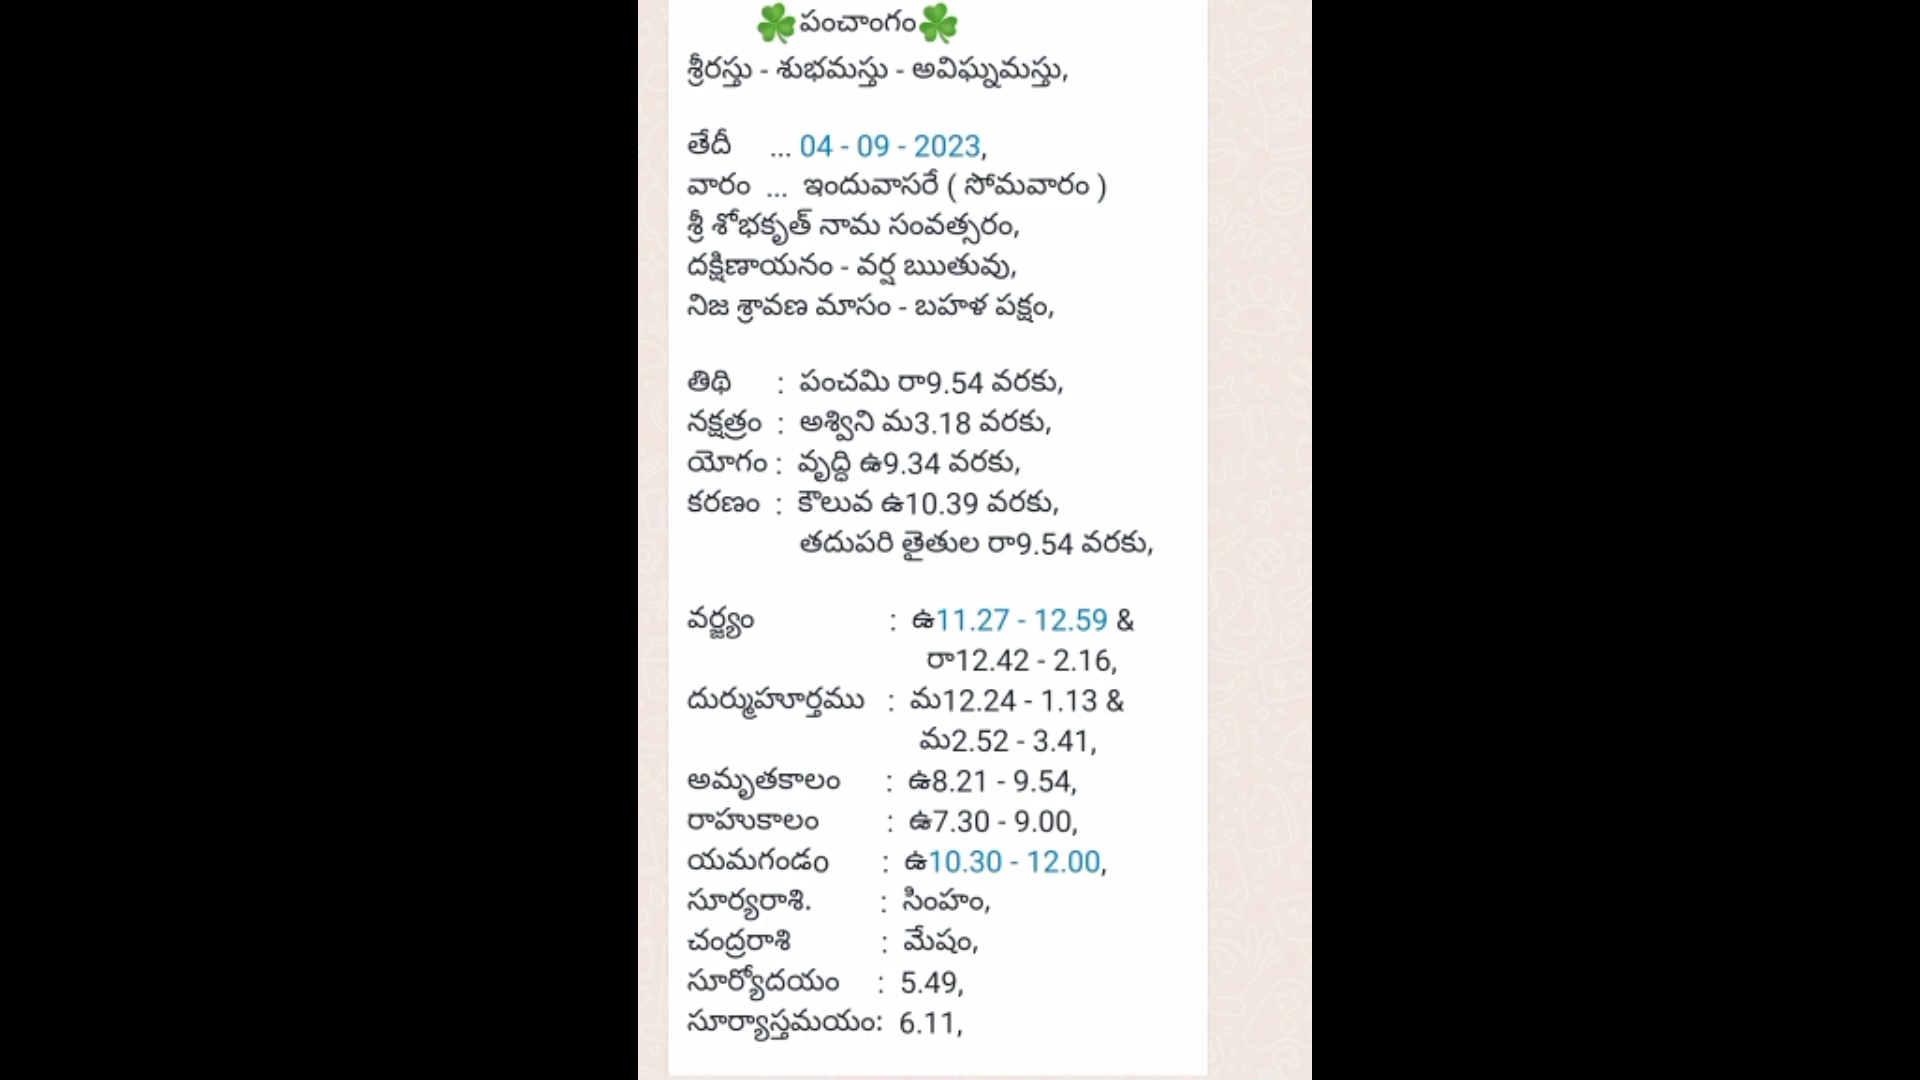 ☘️పంచాంగం☘️
శ్రీరస్తు - శుభమస్తు - అవిఘ్నమస్తు,
తేదీ ... 04 - 09 - 2023,
వారం ... ఇందువాసరే ( సోమవారం )
శ్రీ శోభకృత్ నామ సంవత్సరం,
దక్షిణాయనం - వర్ష ఋతువు,
నిజ శ్రావణ మాసం - బహళ పక్షం,
తిథి : పంచమి రా9.54 వరకు,
నక్షత్రం : అశ్విని మ3.18 వరకు,
యోగం : వృద్ధి ఉ9.34 వరకు,
కరణం : కౌలువ ఉ10.39 వరకు,
తదుపరి తైతుల రా9.54 వరకు,
వర్జ్యం : ఉ11.27 - 12.59 &
రా12.42 - 2.16,
దుర్ముహూర్తము : మ12.24 - 1.13 &
మ2.52 - 3.41,
అమృతకాలం : ఉ8.21 - 9.54,
రాహుకాలం : ఉ7.30 - 9.00,
యమగండం : ఉ10.30 - 12.00,
సూర్యరాశి. : సింహం,
చంద్రరాశి : మేషం,
సూర్యోదయం : 5.49,
సూర్యాస్తమయం: 6.11,